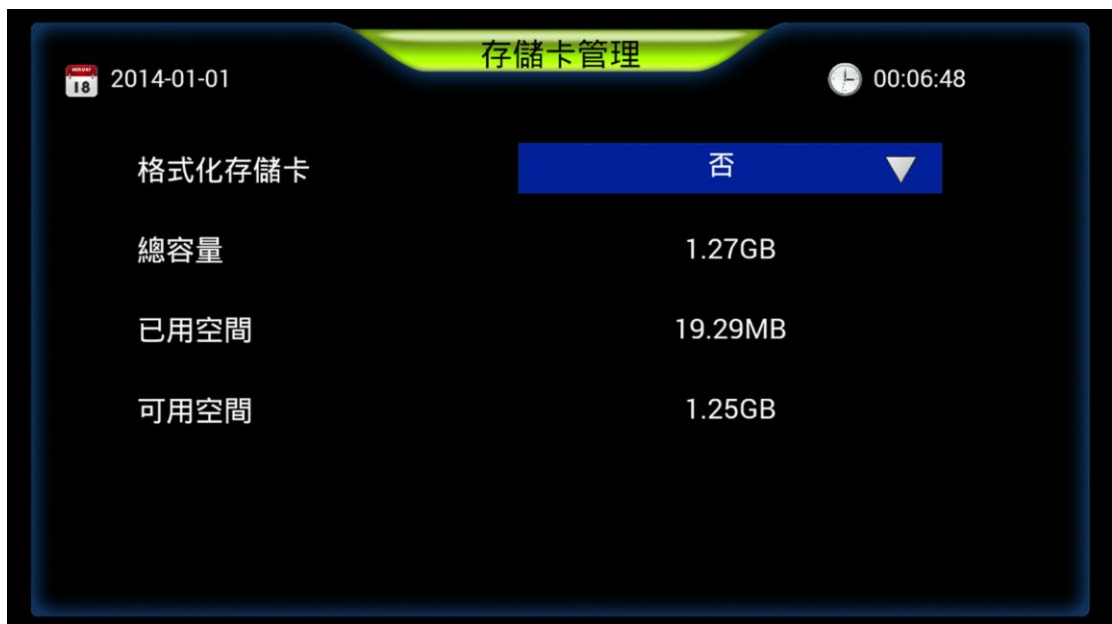 存儲卡管理
18 2014-01-01
00:06:48
格式化存儲卡 否
總容量 1.27GB
已用空間 19.29MB
可用空間 1.25GB